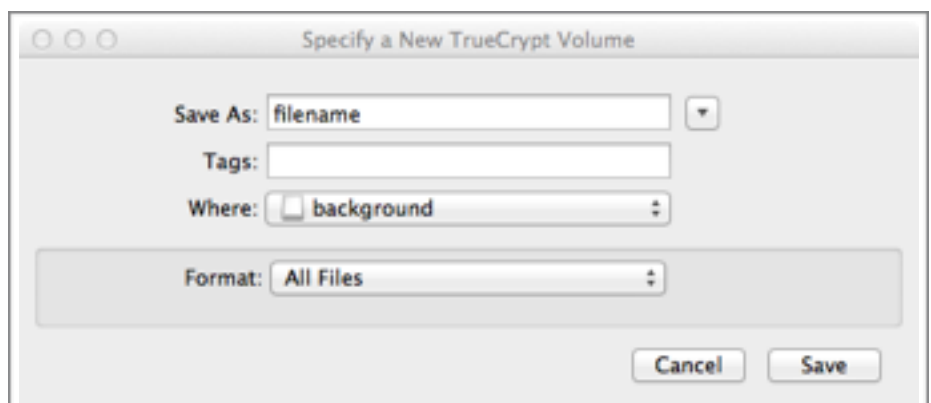 Specify a New TrueCrypt Volume
Save As: filename
Tags:
Where: background
Format: All Files
Cancel Save